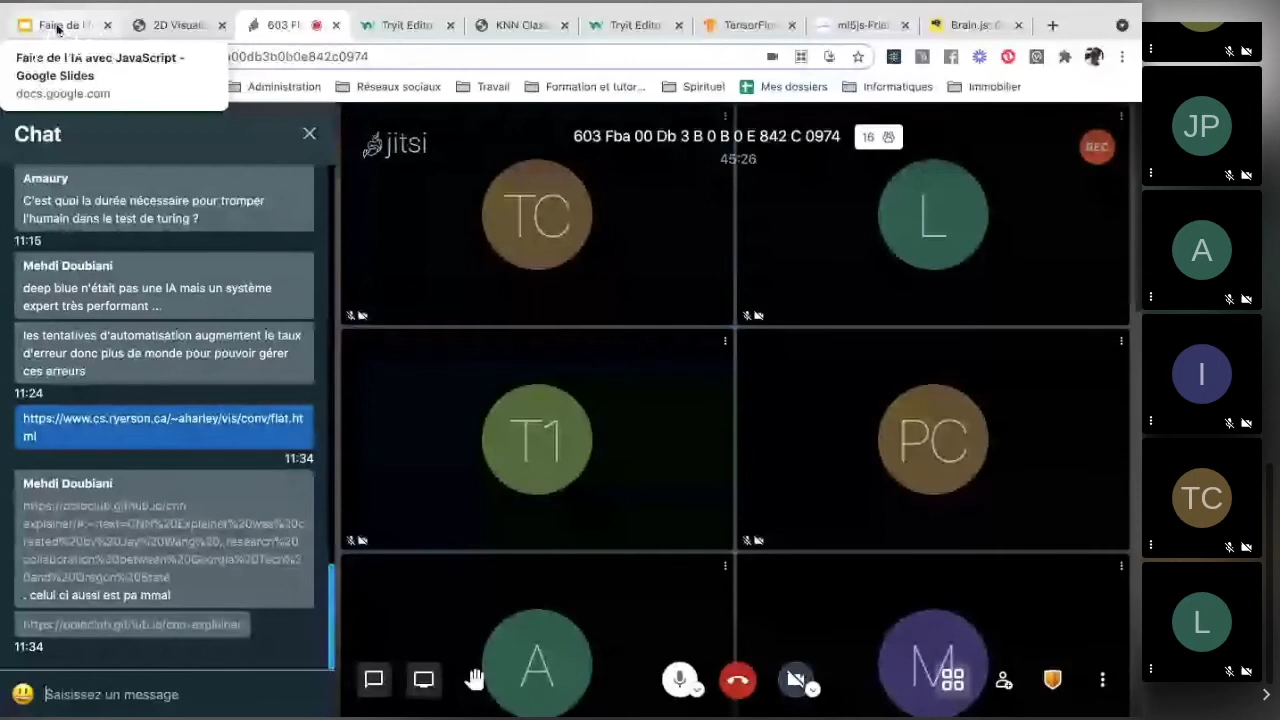 Faire de l'I
2D Visuali
603 Fl
Tryit Edito
KNN Clas
Tryit Edito
TensorFlow
ml5js·Frie
Brain.js: G
Faire de l'IA avec JavaScript -
Google Slides
docs.google.com
a00db3b0b0e842c0974
Administration
Réseaux sociaux
Travail
Formation et tutor...
Spirituel
Mes dossiers
Informatiques
Immobilier
Chat
jitsi
603 Fba 00 Db 3 B 0 B 0 E 842 C 0974
16
45:26
REC
Amaury
C'est quoi la durée nécessaire pour tromper
l'humain dans le test de turing ?
11:15
Mehdi Doubiani
deep blue n'était pas une IA mais un système
expert très performant ...
les tentatives d'automatisation augmentent le taux
d'erreur donc plus de monde pour pouvoir gérer
ces erreurs
11:24
https://www.cs.ryerson.ca/~aharley/vis/conv/flat.ht
ml
11:34
Mehdi Doubiani
. celui ci aussi est pa mmal
11:34
Saisissez un message
TC
L
T1
PC
A
M
JP
A
I
TC
L